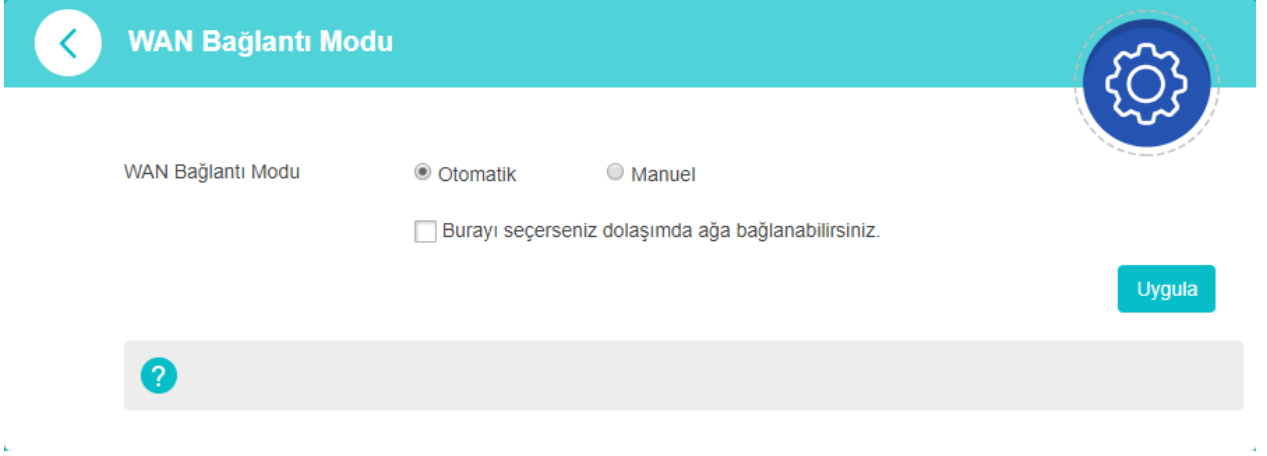 WAN Bağlantı Modu
WAN Bağlantı Modu
Otomatik Manuel
Burayı seçerseniz dolaşımda ağa bağlanabilirsiniz.
Uygula
?